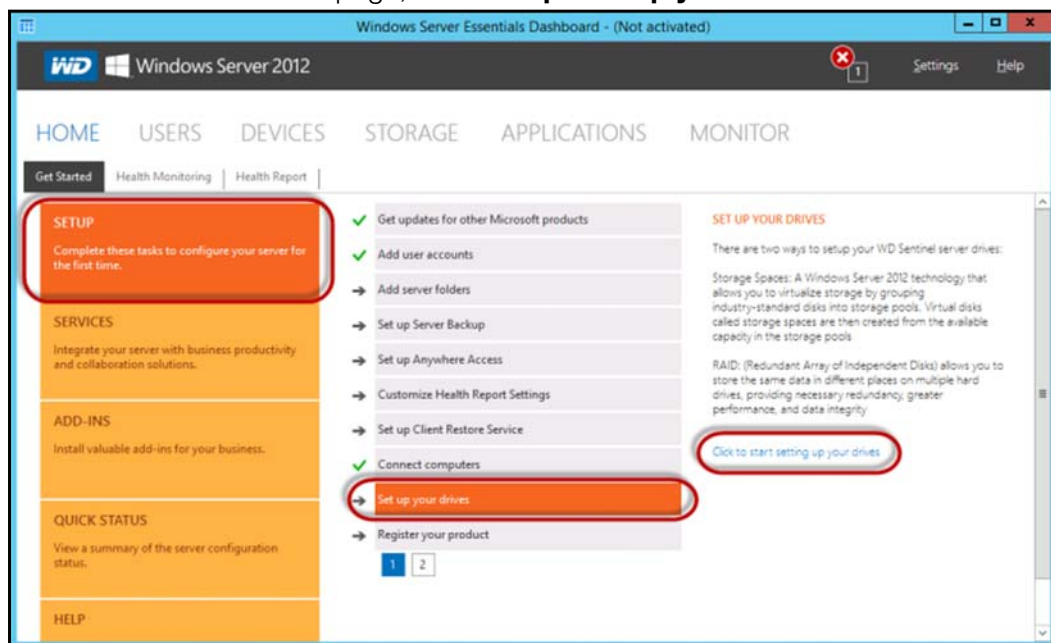 Windows Server Essentials Dashboard - (Not activated)
WD Windows Server 2012
1
Settings
Help
HOME
USERS
DEVICES
STORAGE
APPLICATIONS
MONITOR
Get Started
Health Monitoring
Health Report
SETUP
Complete these tasks to configure your server for
the first time.
SERVICES
Integrate your server with business productivity
and collaboration solutions.
ADD-INS
Install valuable add-ins for your business.
QUICK STATUS
View a summary of the server configuration
status.
HELP
Get updates for other Microsoft products
Add user accounts
Add server folders
Set up Server Backup
Set up Anywhere Access
Customize Health Report Settings
Set up Client Restore Service
Connect computers
Set up your drives
Register your product
1 2
SET UP YOUR DRIVES
There are two ways to setup your WD Sentinel server drives:
Storage Spaces: A Windows Server 2012 technology that
allows you to virtualize storage by grouping
industry-standard disks into storage pools. Virtual disks
called storage spaces are then created from the available
capacity in the storage pools
RAID: (Redundant Array of Independent Disks) allows you to
store the same data in different places on multiple hard
drives, providing necessary redundancy, greater
performance, and data integrity
Click to start setting up your drives